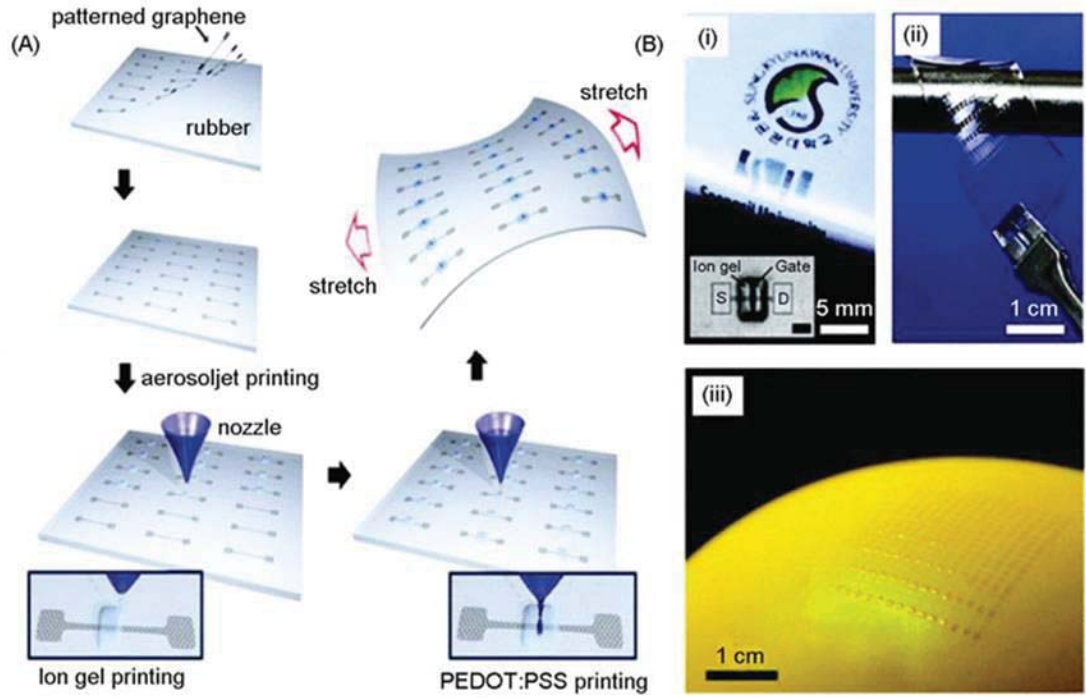 (A)
patterned graphene
rubber
aerosoljet printing
nozzle
Ion gel printing
PEDOT:PSS printing
stretch
stretch
(B)
(i)
SUNGKYUNKWAN UNIVERSITY
1398
Ion gel
Gate
S
D
5 mm
(ii)
1 cm
(iii)
1 cm